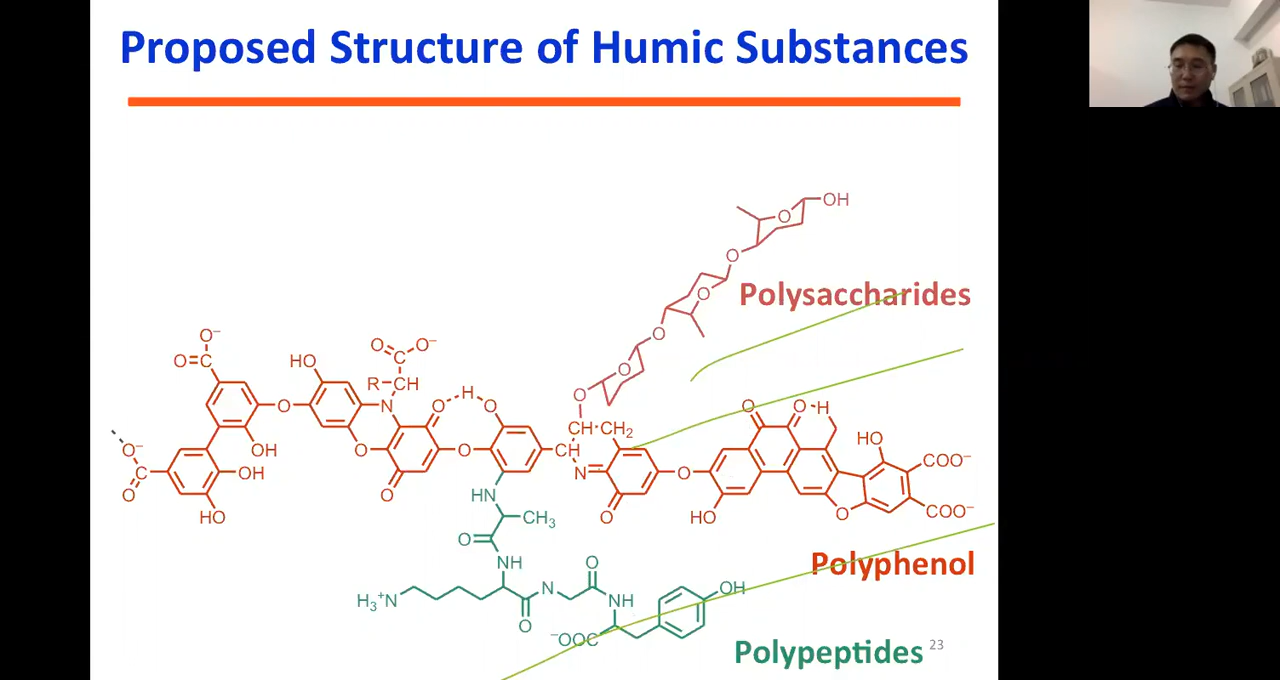 Proposed Structure of Humic Substances
OH
O
O
Polysaccharides
O
O
O⁻
O=C
HO
O
C
O⁻
R
CH
H
O
O
O
O
O
N
CH
CH₂
O
O
H
HO
O⁻
C
O
OH
OH
O
O
CH
N
O
COO⁻
HO
O
HN
O
HO
O
COO⁻
O
CH₃
NH
Polyphenol
H₃⁺N
N
O
NH
OH
O
⁻OOC
Polypeptides
23